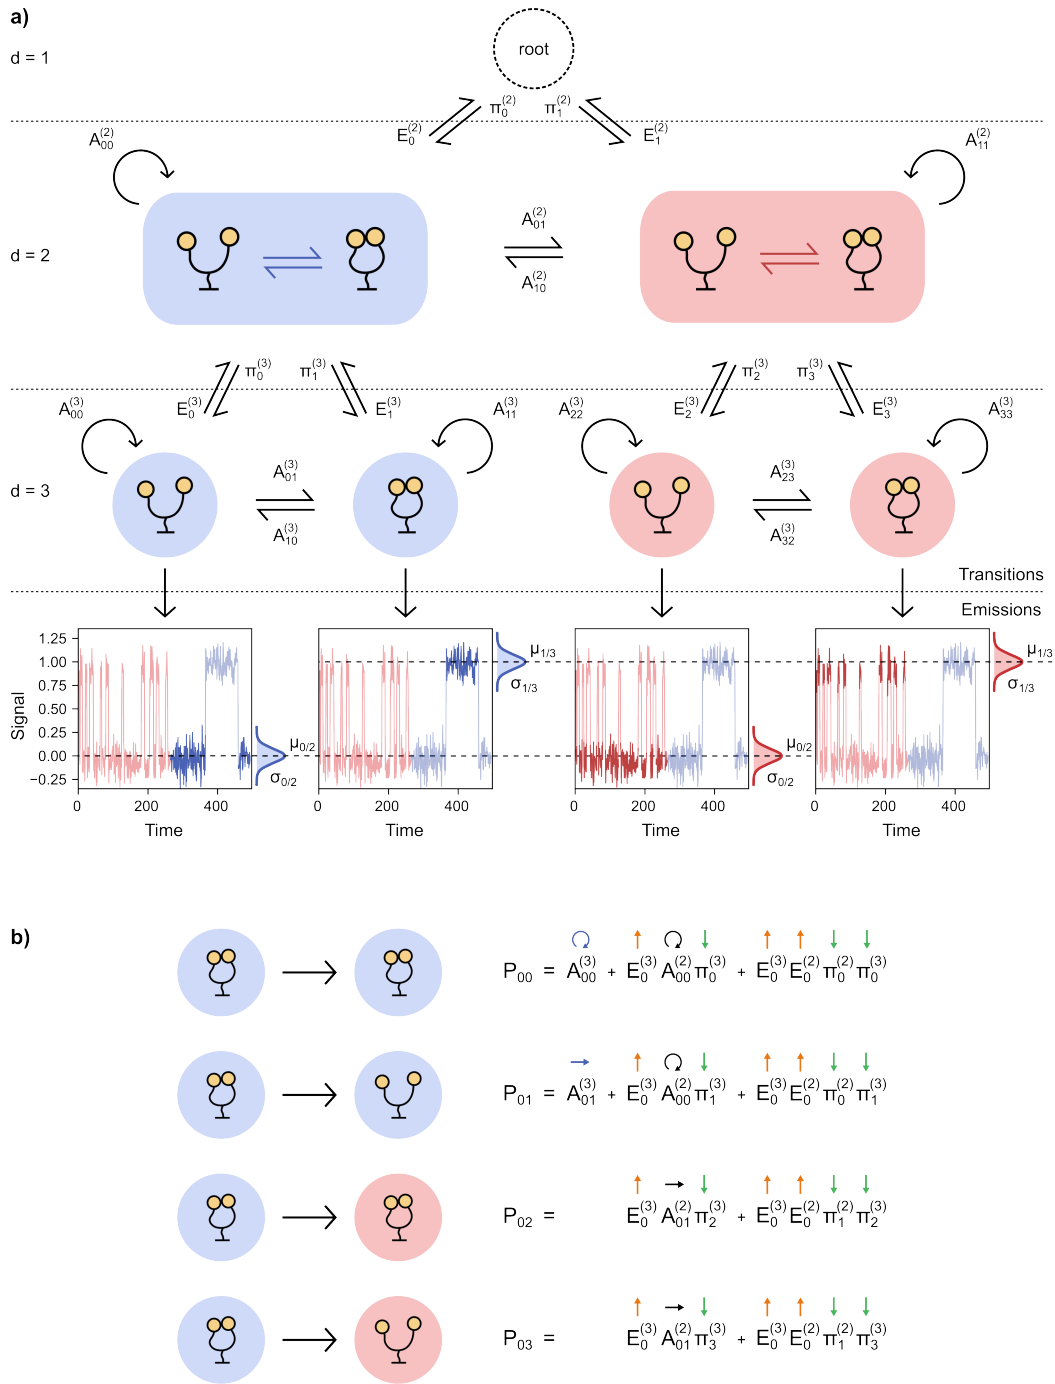 a)
d = 1
root
π₀⁽²⁾ π₁⁽²⁾
E₀⁽²⁾ E₁⁽²⁾
A₀₀⁽²⁾ A₁₁⁽²⁾
d = 2
A₀₁⁽²⁾
A₁₀⁽²⁾
π₀⁽³⁾ π₁⁽³⁾ π₂⁽³⁾ π₃⁽³⁾
A₀₀⁽³⁾ E₀⁽³⁾ E₁⁽³⁾ A₁₁⁽³⁾ A₂₂⁽³⁾ E₂⁽³⁾ E₃⁽³⁾ A₃₃⁽³⁾
d = 3
A₀₁⁽³⁾ A₂₃⁽³⁾
A₁₀⁽³⁾ A₃₂⁽³⁾
Transitions
Emissions
Signal
1.25
1.00
0.75
0.50
0.25
0.00
−0.25
μ₀/₂
σ₀/₂
0 200 400
Time
μ₁/₃
σ₁/₃
0 200 400
Time
μ₀/₂
σ₀/₂
0 200 400
Time
μ₁/₃
σ₁/₃
0 200 400
Time
b)
P₀₀ = A₀₀⁽³⁾ + E₀⁽³⁾ A₀₀⁽²⁾ π₀⁽³⁾ + E₀⁽³⁾ E₀⁽²⁾ π₀⁽²⁾ π₀⁽³⁾
P₀₁ = A₀₁⁽³⁾ + E₀⁽³⁾ A₀₀⁽²⁾ π₁⁽³⁾ + E₀⁽³⁾ E₀⁽²⁾ π₀⁽²⁾ π₁⁽³⁾
P₀₂ = E₀⁽³⁾ A₀₁⁽²⁾ π₂⁽³⁾ + E₀⁽³⁾ E₀⁽²⁾ π₁⁽²⁾ π₂⁽³⁾
P₀₃ = E₀⁽³⁾ A₀₁⁽²⁾ π₃⁽³⁾ + E₀⁽³⁾ E₀⁽²⁾ π₁⁽²⁾ π₃⁽³⁾